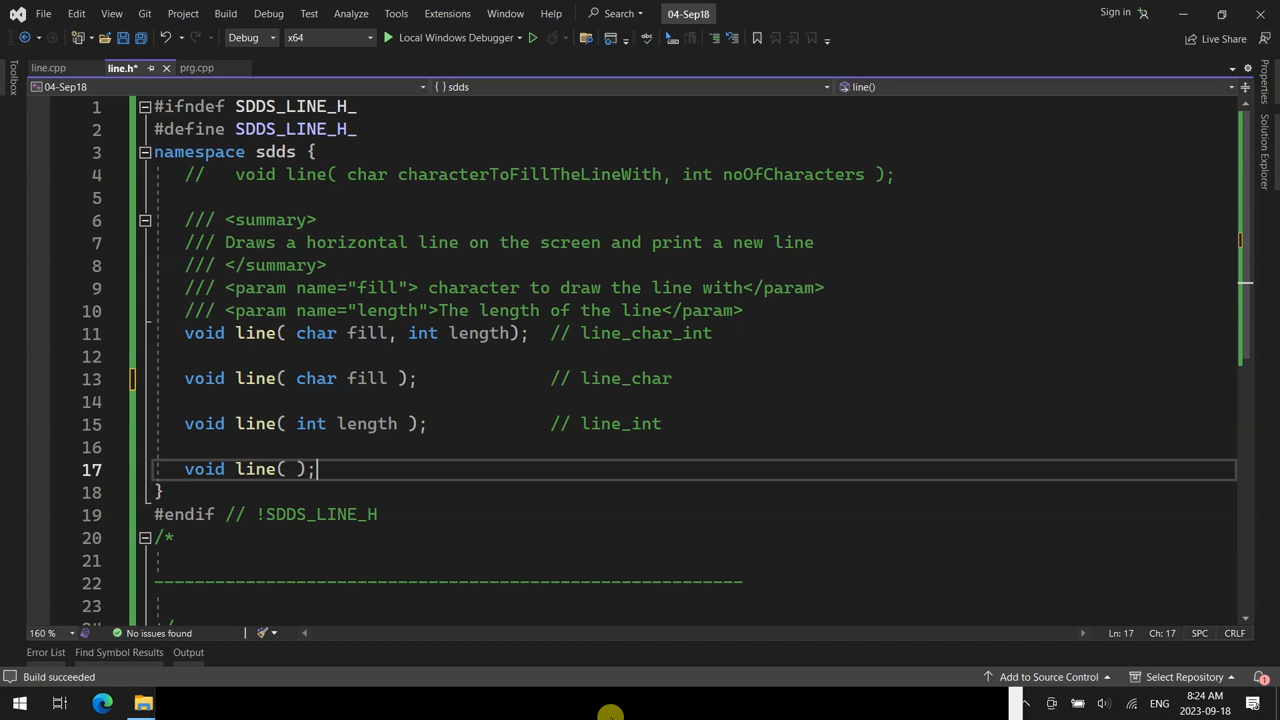 File Edit View Git Project Build Debug Test Analyze Tools Extensions Window Help Search 04-Sep18 Sign in
Debug x64 Local Windows Debugger Live Share
line.cpp line.h* prg.cpp
04-Sep18 {} sdds line()
Toolbox
Properties
Solution Explorer
1 #ifndef SDDS_LINE_H_
2 #define SDDS_LINE_H_
3 namespace sdds {
4 // void line( char characterToFillTheLineWith, int noOfCharacters );
5
6 /// <summary>
7 /// Draws a horizontal line on the screen and print a new line
8 /// </summary>
9 /// <param name="fill"> character to draw the line with</param>
10 /// <param name="length">The length of the line</param>
11 void line( char fill, int length); // line_char_int
12
13 void line( char fill ); // line_char
14
15 void line( int length ); // line_int
16
17 void line( );
18 }
19 #endif // !SDDS_LINE_H
20 /*
21
22 ----------------------------------------------------------
23
160 % No issues found Ln: 17 Ch: 17 SPC CRLF
Error List Find Symbol Results Output
Build succeeded Add to Source Control Select Repository 1
ENG 8:24 AM
2023-09-18